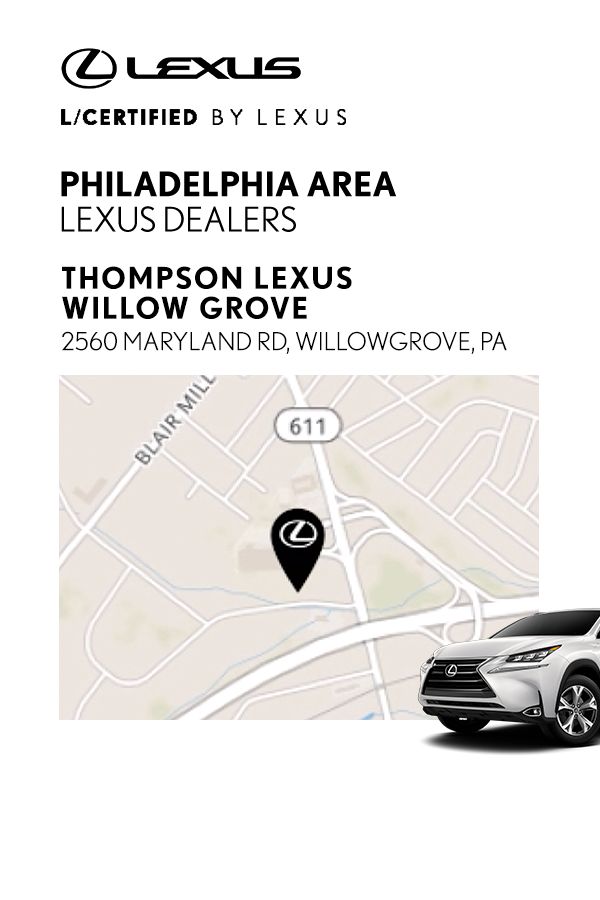 LEXUS
L/CERTIFIED BY LEXUS
PHILADELPHIA AREA
LEXUS DEALERS
THOMPSON LEXUS
WILLOW GROVE
2560 MARYLAND RD, WILLOWGROVE, PA
BLAIR MILL
611